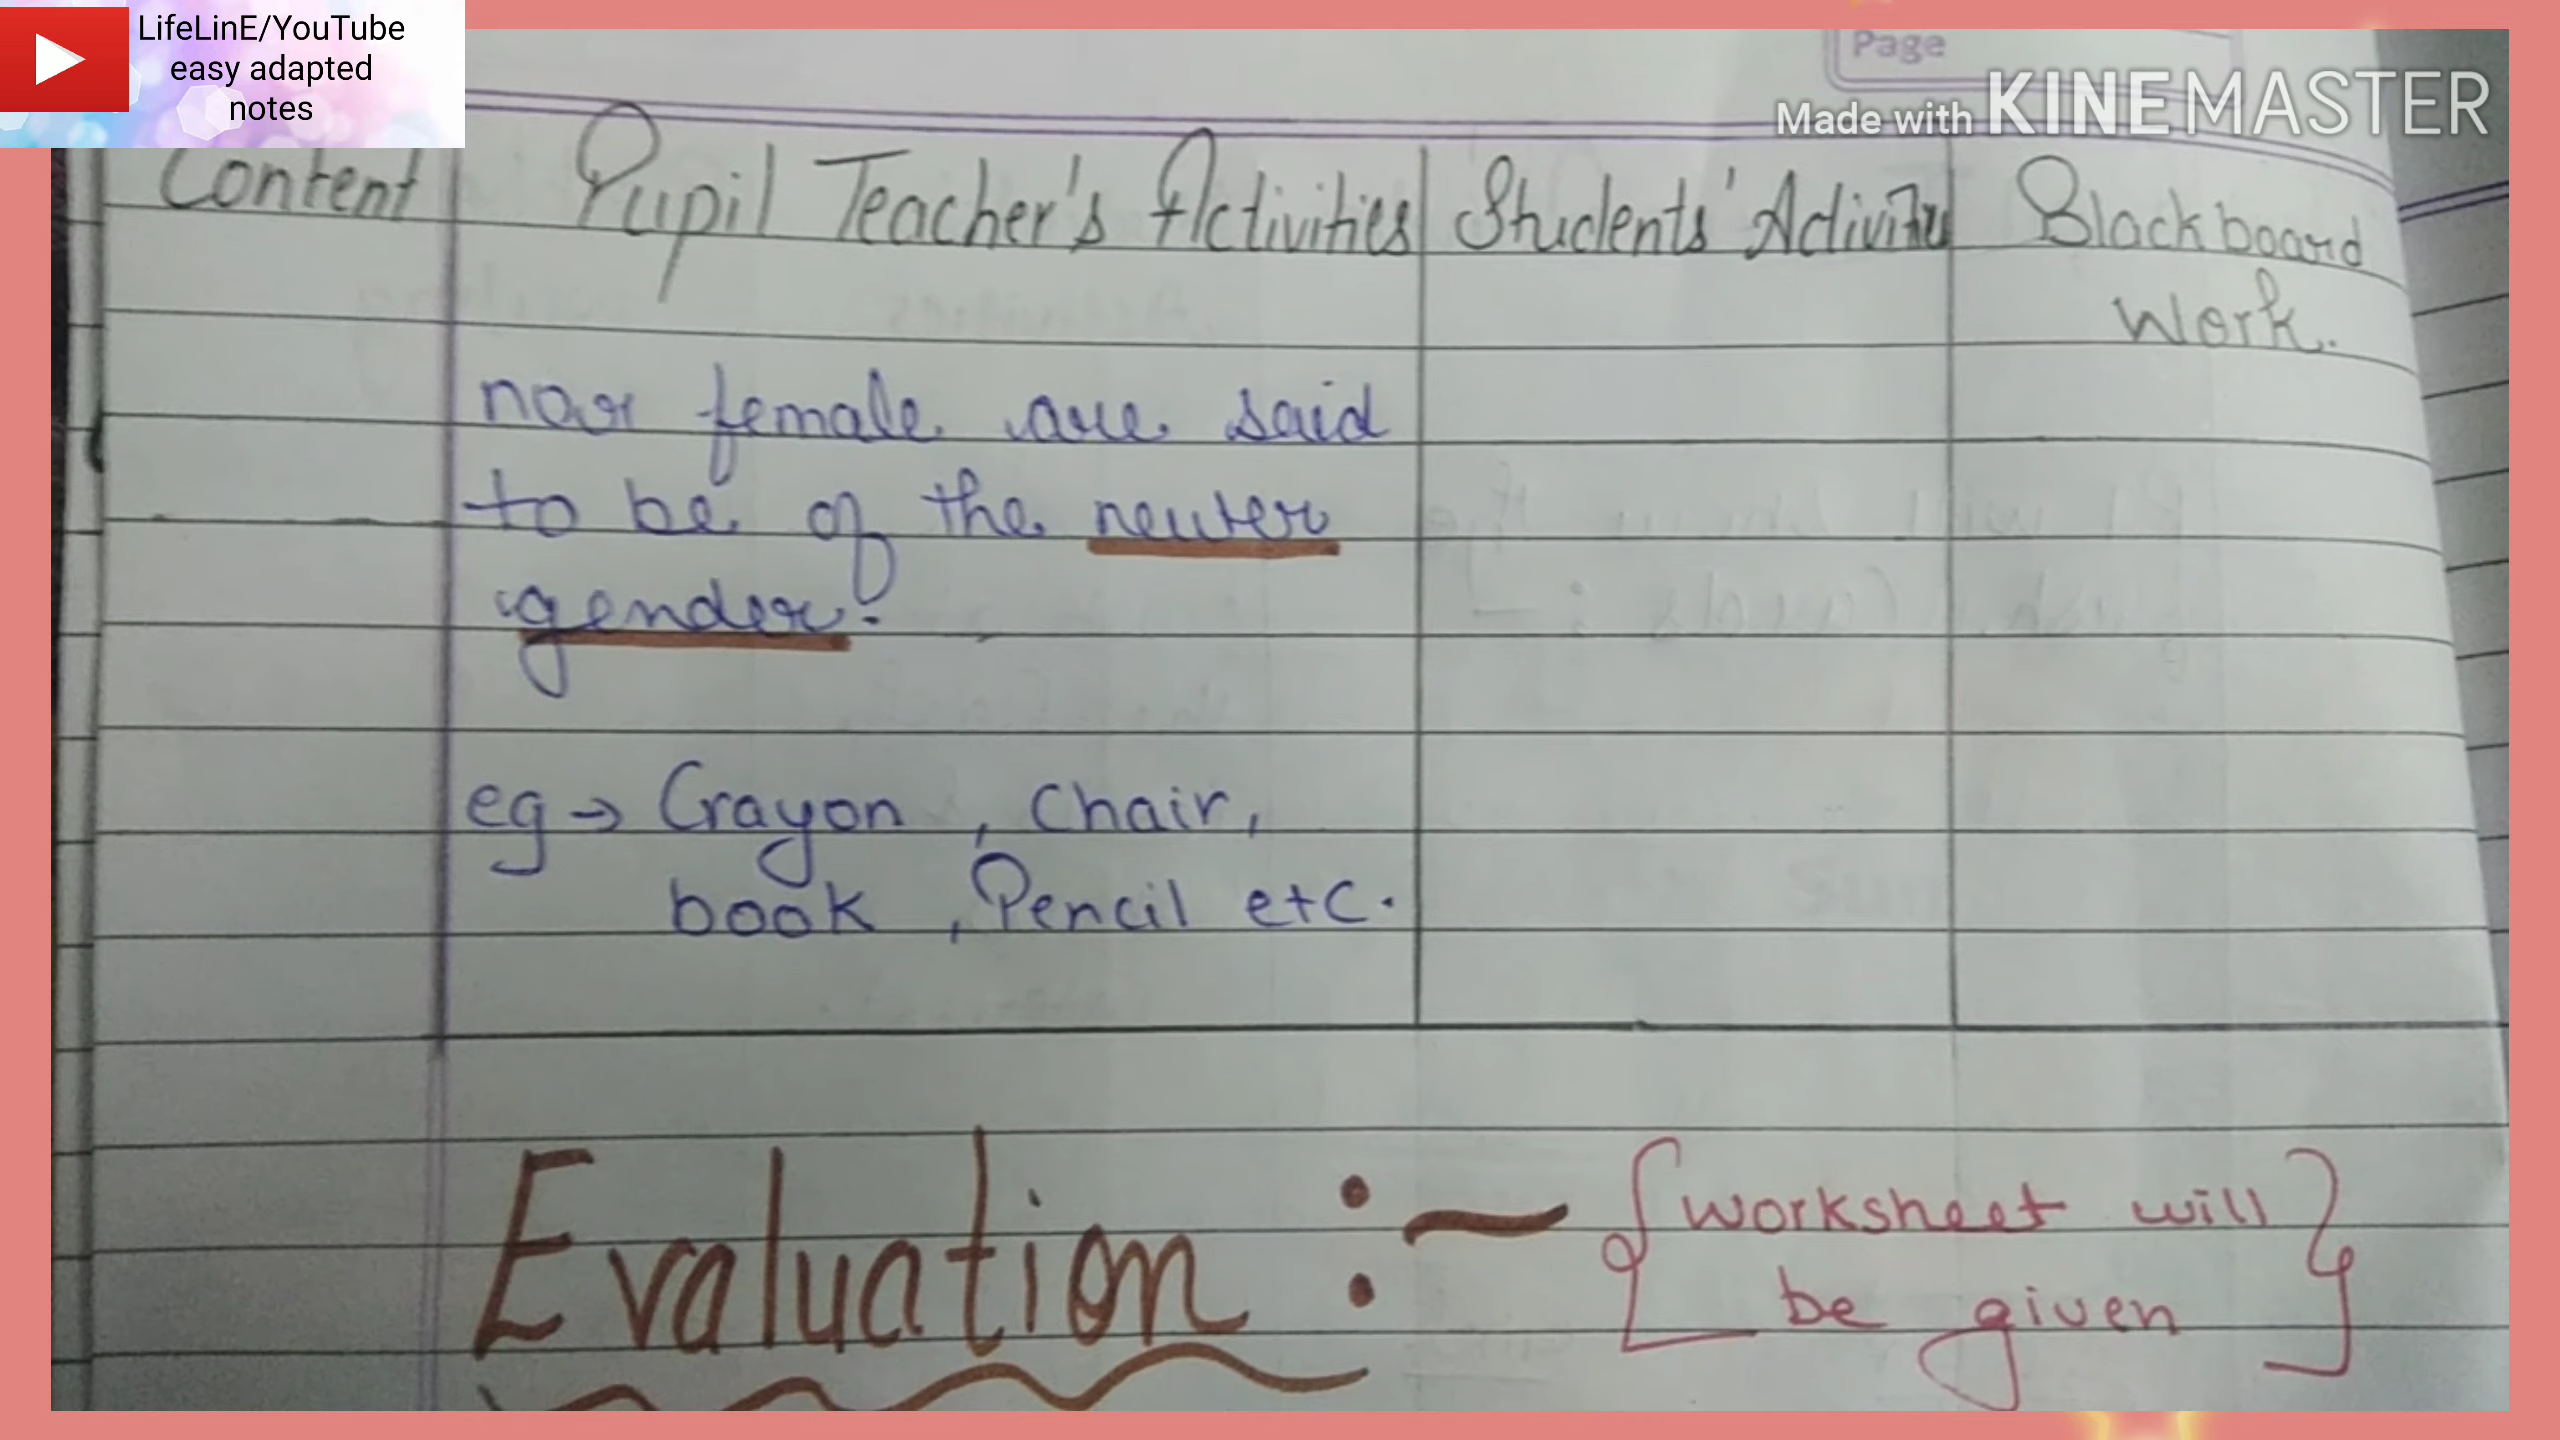 LifeLinE/YouTube
easy adapted
notes
Page
Made with KINEMASTER
Content Pupil Teacher's Activities Students' Activity Blackboard
Work.
nor female are said
to be of the neuter
gender.
eg → Crayon, Chair,
book, Pencil etc.
Evaluation :— {worksheet will
be given}